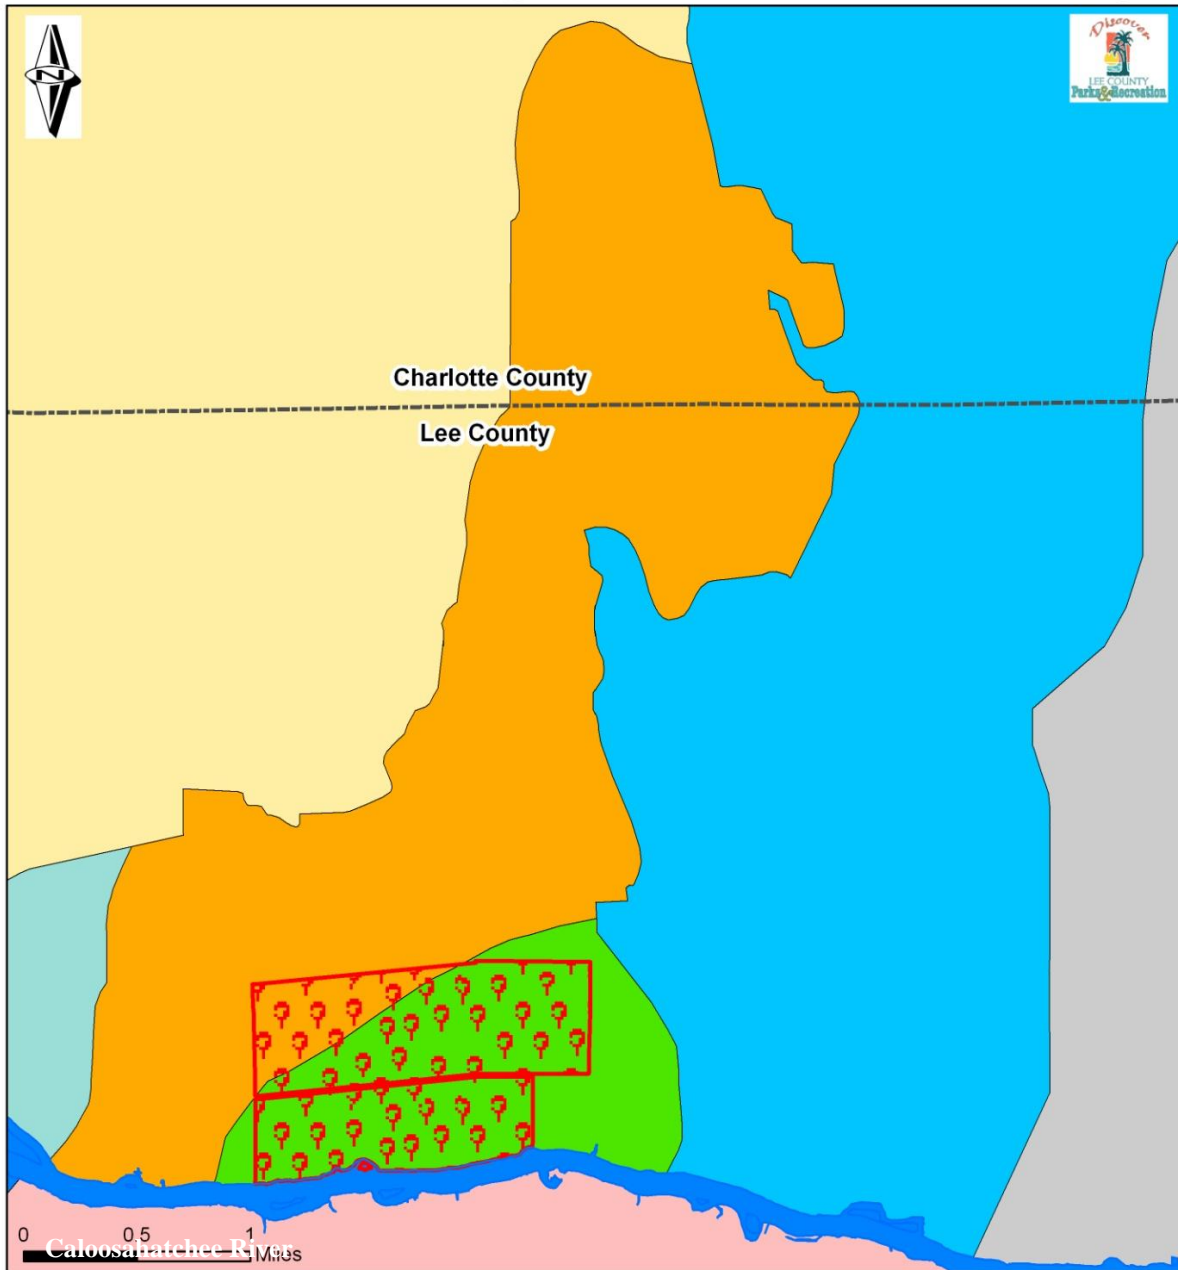 N
Discover
LEE COUNTY
Parks&Recreation
Charlotte County
Lee County
0 0.5 1
Miles
Caloosahatchee River